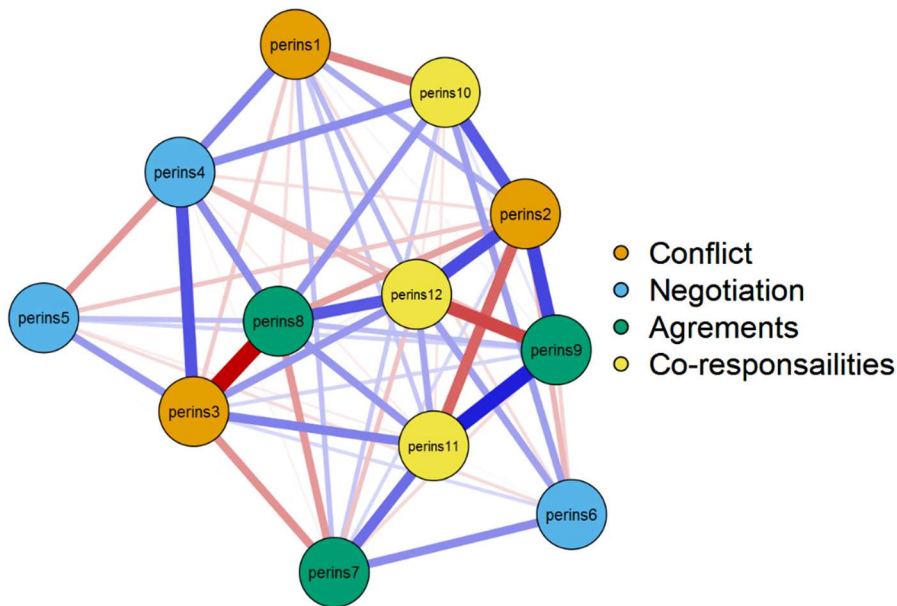 perins1
perins10
perins4
perins2
Conflict
Negotiation
Agrements
Co-responsailities
perins12
perins5
perins8
perins9
perins3
perins11
perins6
perins7